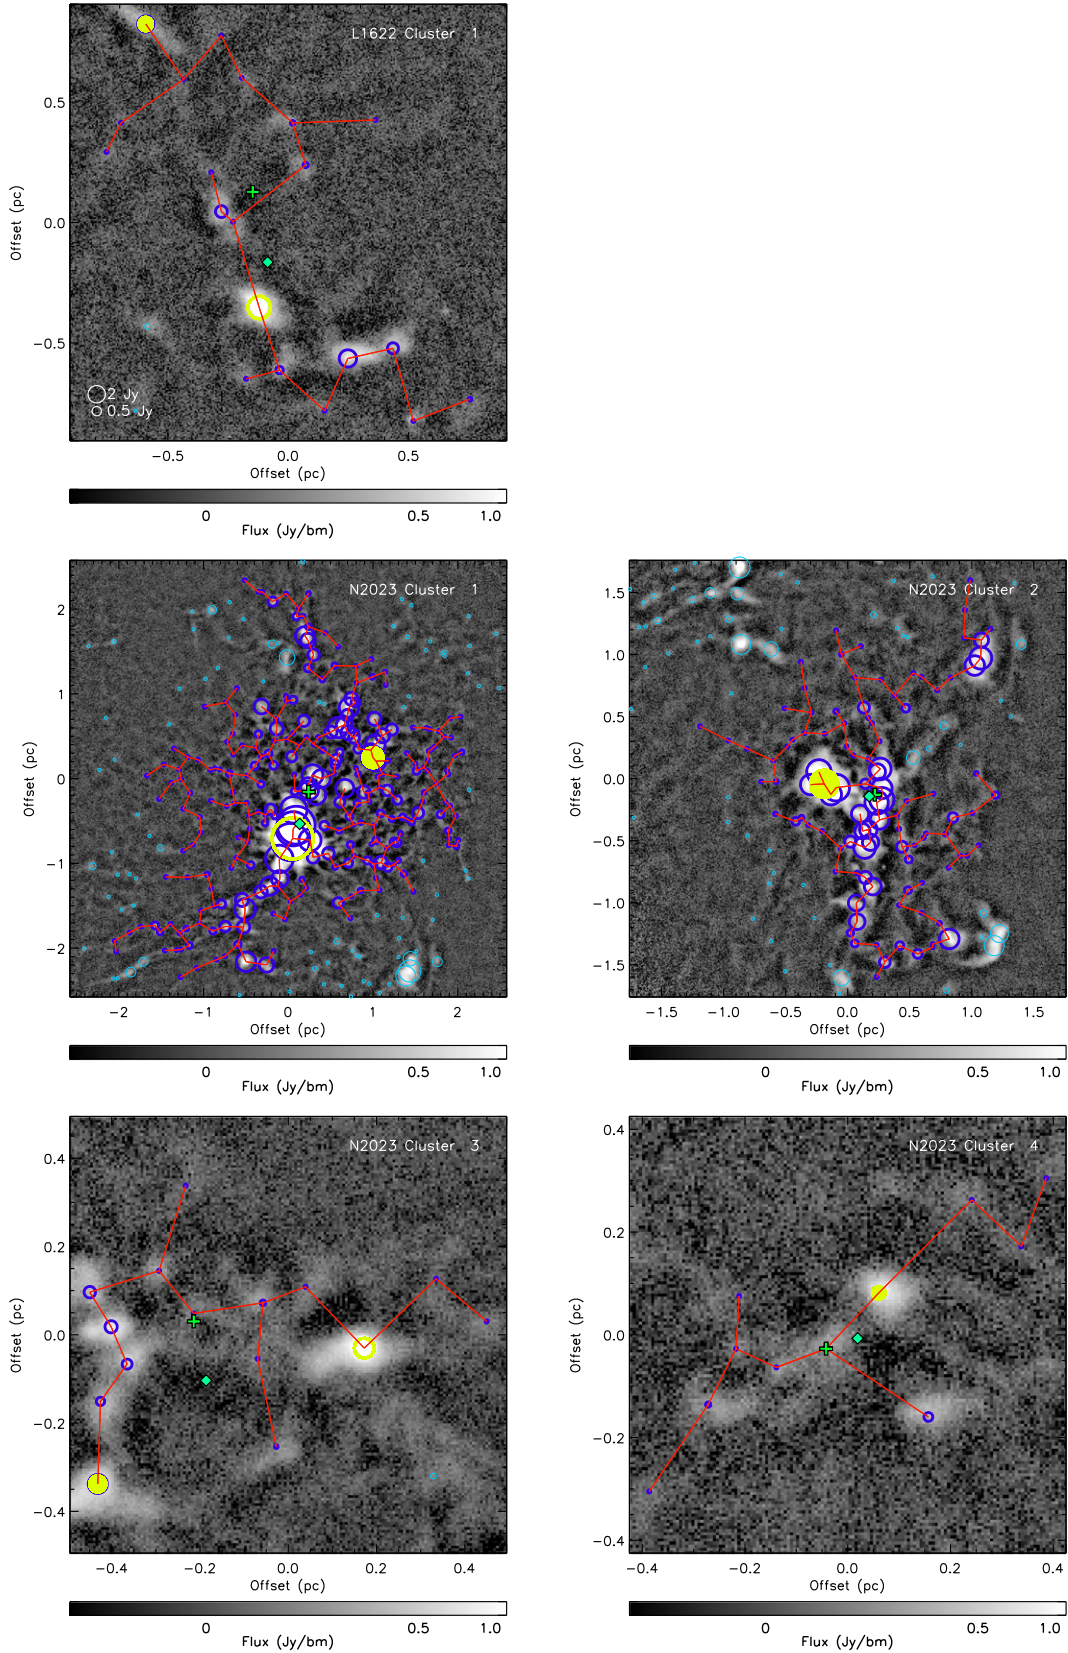 L1622 Cluster 1
0.5
0.0
−0.5
Offset (pc)
2 Jy
0.5 Jy
−0.5 0.0 0.5
Offset (pc)
0 0.5 1.0
Flux (Jy/bm)
N2023 Cluster 1
2
1
0
−1
−2
Offset (pc)
−2 −1 0 1 2
Offset (pc)
0 0.5 1.0
Flux (Jy/bm)
N2023 Cluster 2
1.5
1.0
0.5
0.0
−0.5
−1.0
−1.5
Offset (pc)
−1.5 −1.0 −0.5 0.0 0.5 1.0 1.5
Offset (pc)
0 0.5 1.0
Flux (Jy/bm)
N2023 Cluster 3
0.4
0.2
0.0
−0.2
−0.4
Offset (pc)
−0.4 −0.2 0.0 0.2 0.4
Offset (pc)
0 0.5 1.0
Flux (Jy/bm)
N2023 Cluster 4
0.4
0.2
0.0
−0.2
−0.4
Offset (pc)
−0.4 −0.2 0.0 0.2 0.4
Offset (pc)
0 0.5 1.0
Flux (Jy/bm)